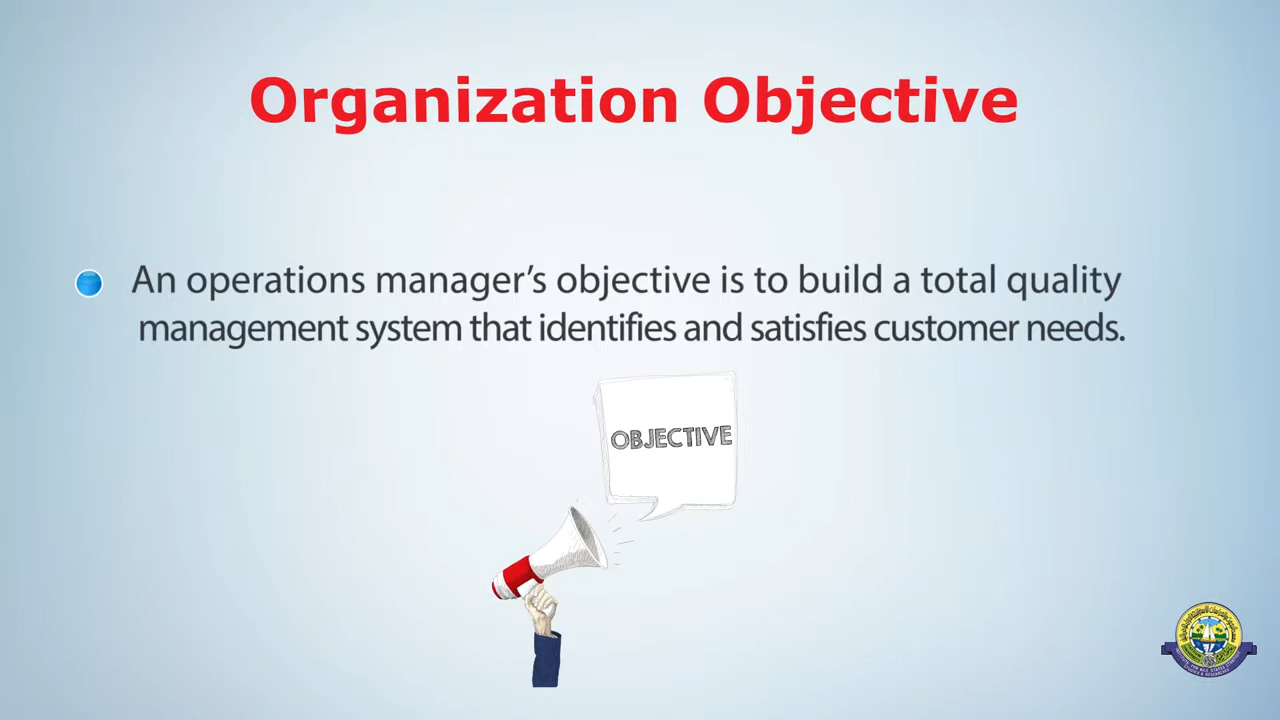 Organization Objective
An operations manager’s objective is to build a total quality
management system that identifies and satisfies customer needs.
OBJECTIVE